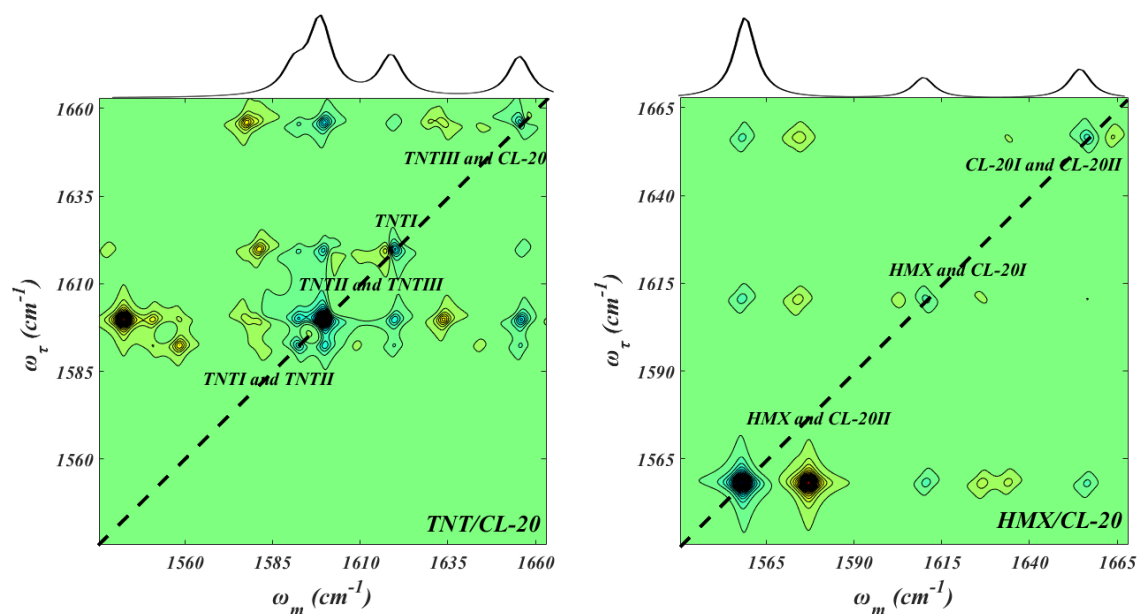 1660
1635
1610
1585
1560
ω_τ (cm⁻¹)
TNTIII and CL-20
TNTI
TNTII and TNTIII
TNTI and TNTII
TNT/CL-20
1560
1585
1610
1635
1660
ω_m (cm⁻¹)
1665
1640
1615
1590
1565
ω_τ (cm⁻¹)
CL-20I and CL-20II
HMX and CL-20I
HMX and CL-20II
HMX/CL-20
1565
1590
1615
1640
1665
ω_m (cm⁻¹)